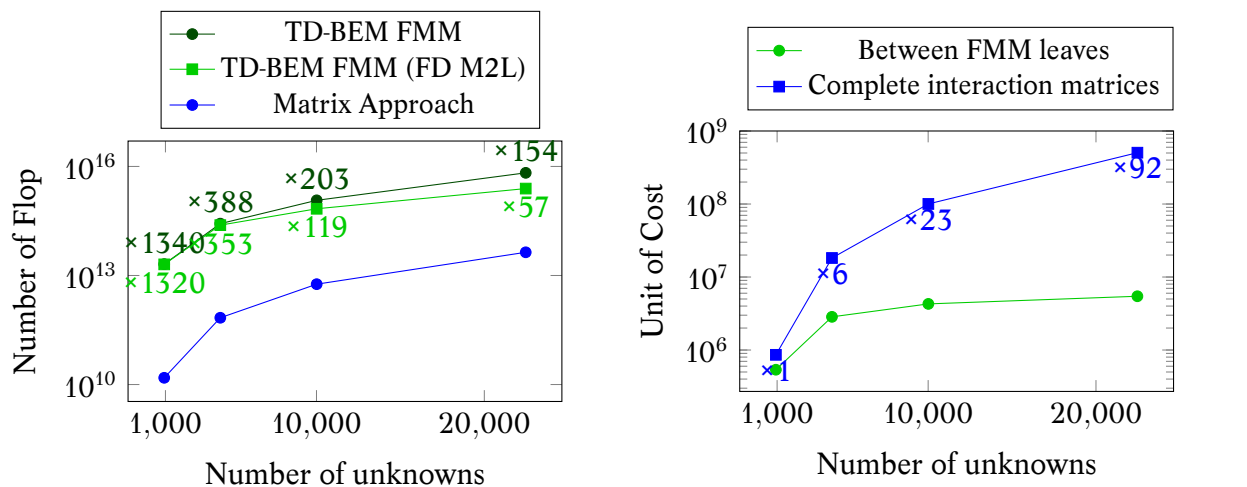 TD-BEM FMM
TD-BEM FMM (FD M2L)
Matrix Approach
Number of Flop
10^16
10^13
10^10
×1340
×388
×203
×154
×1320
×353
×119
×57
1,000
10,000
20,000
Number of unknowns
Between FMM leaves
Complete interaction matrices
Unit of Cost
10^9
10^8
10^7
10^6
×1
×6
×23
×92
1,000
10,000
20,000
Number of unknowns